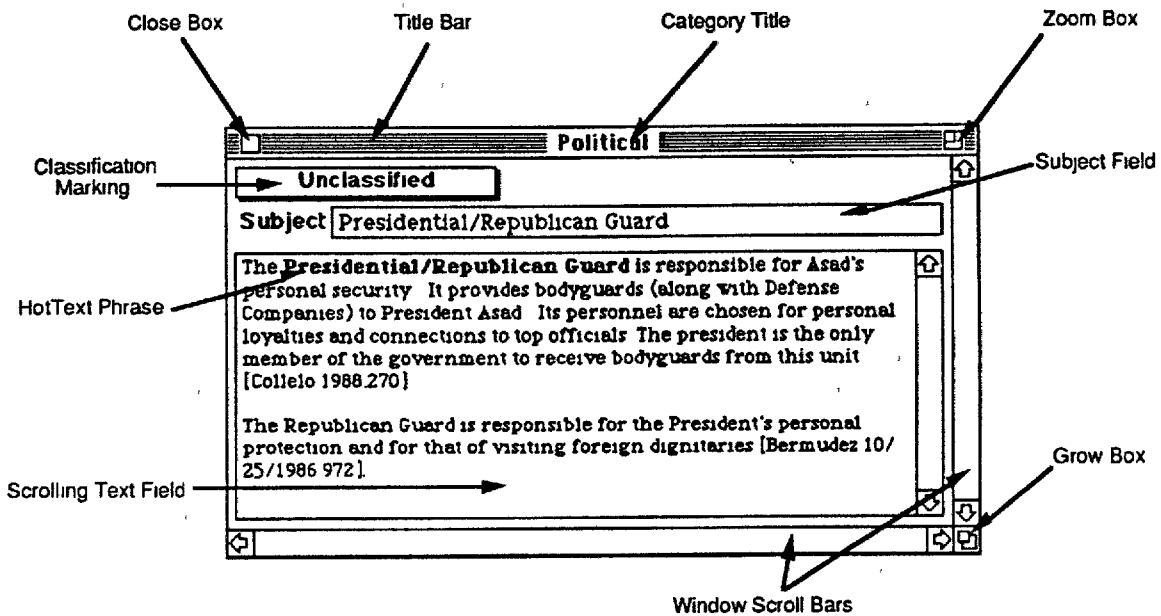 Close Box
Title Bar
Category Title
Zoom Box
Political
Classification
Marking
Unclassified
Subject Field
Subject
Presidential/Republican Guard
HotText Phrase
The Presidential/Republican Guard is responsible for Asad's
personal security It provides bodyguards (along with Defense
Companies) to President Asad Its personnel are chosen for personal
loyalties and connections to top officials The president is the only
member of the government to receive bodyguards from this unit
[Collelo 1988.270]
The Republican Guard is responsible for the President's personal
protection and for that of visiting foreign dignitaries [Bermudez 10/
25/1986 972].
Scrolling Text Field
Grow Box
Window Scroll Bars